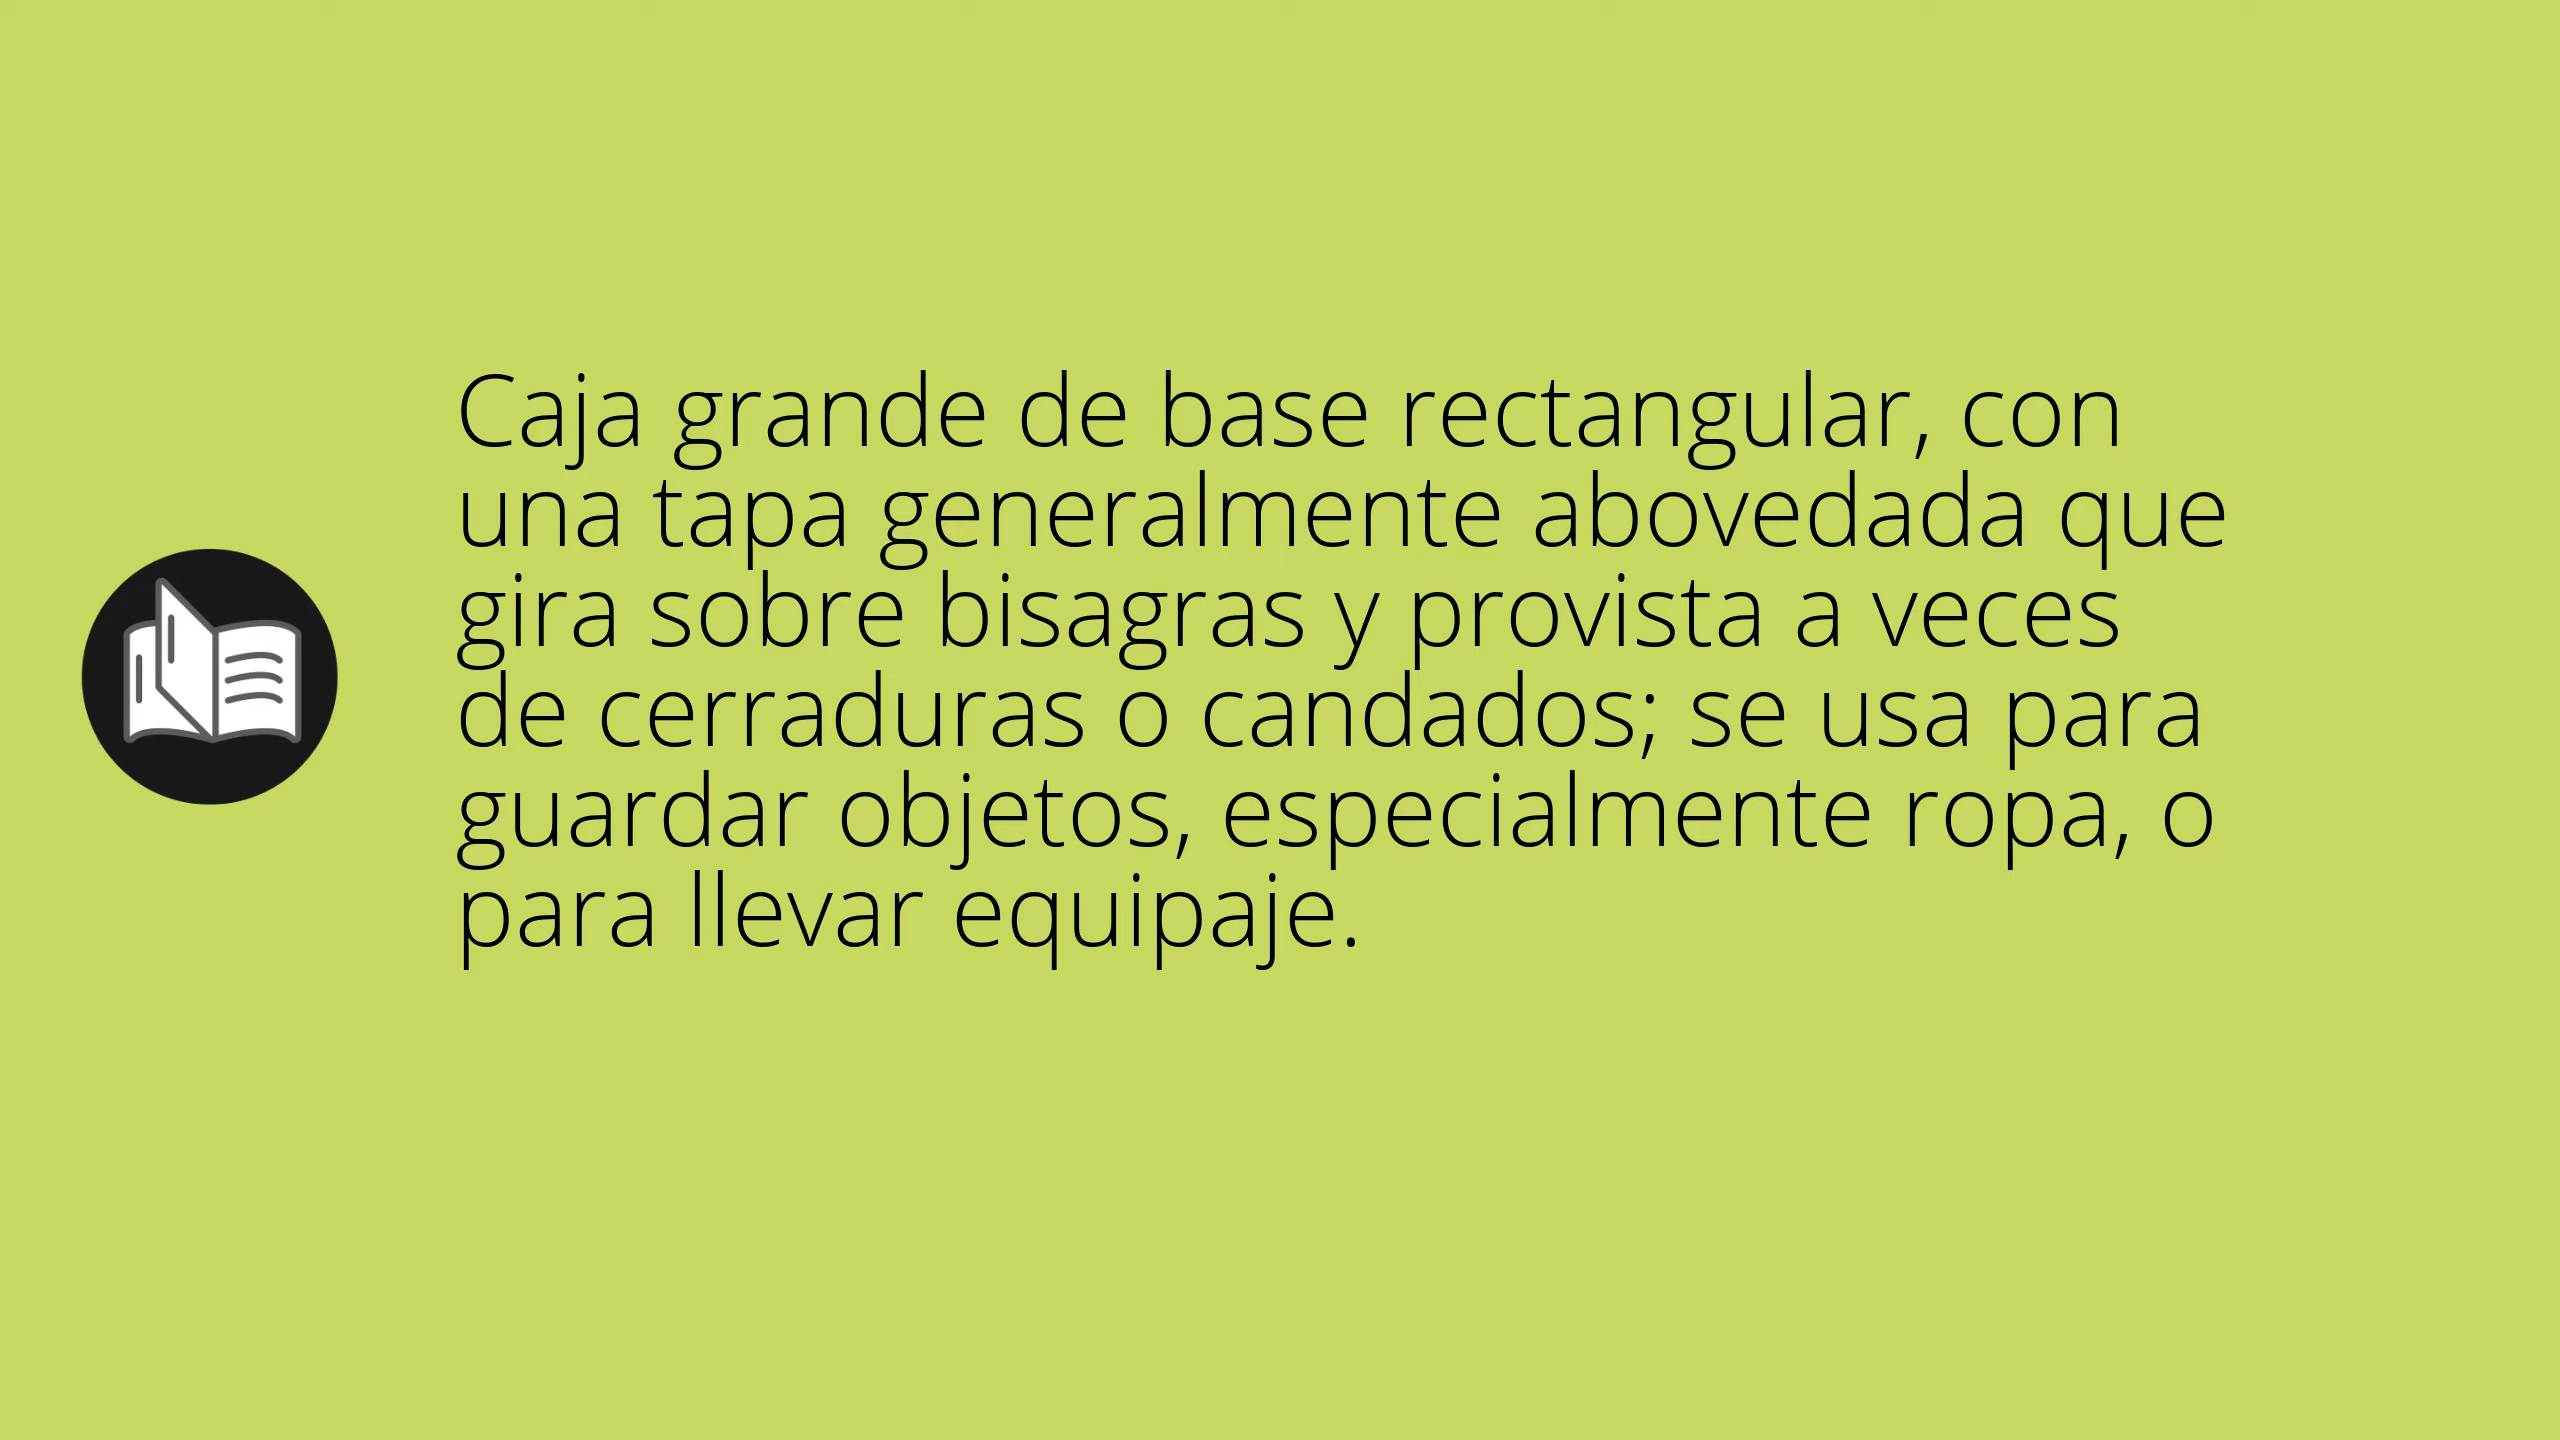 Caja grande de base rectangular, con
una tapa generalmente abovedada que
gira sobre bisagras y provista a veces
de cerraduras o candados; se usa para
guardar objetos, especialmente ropa, o
para llevar equipaje.